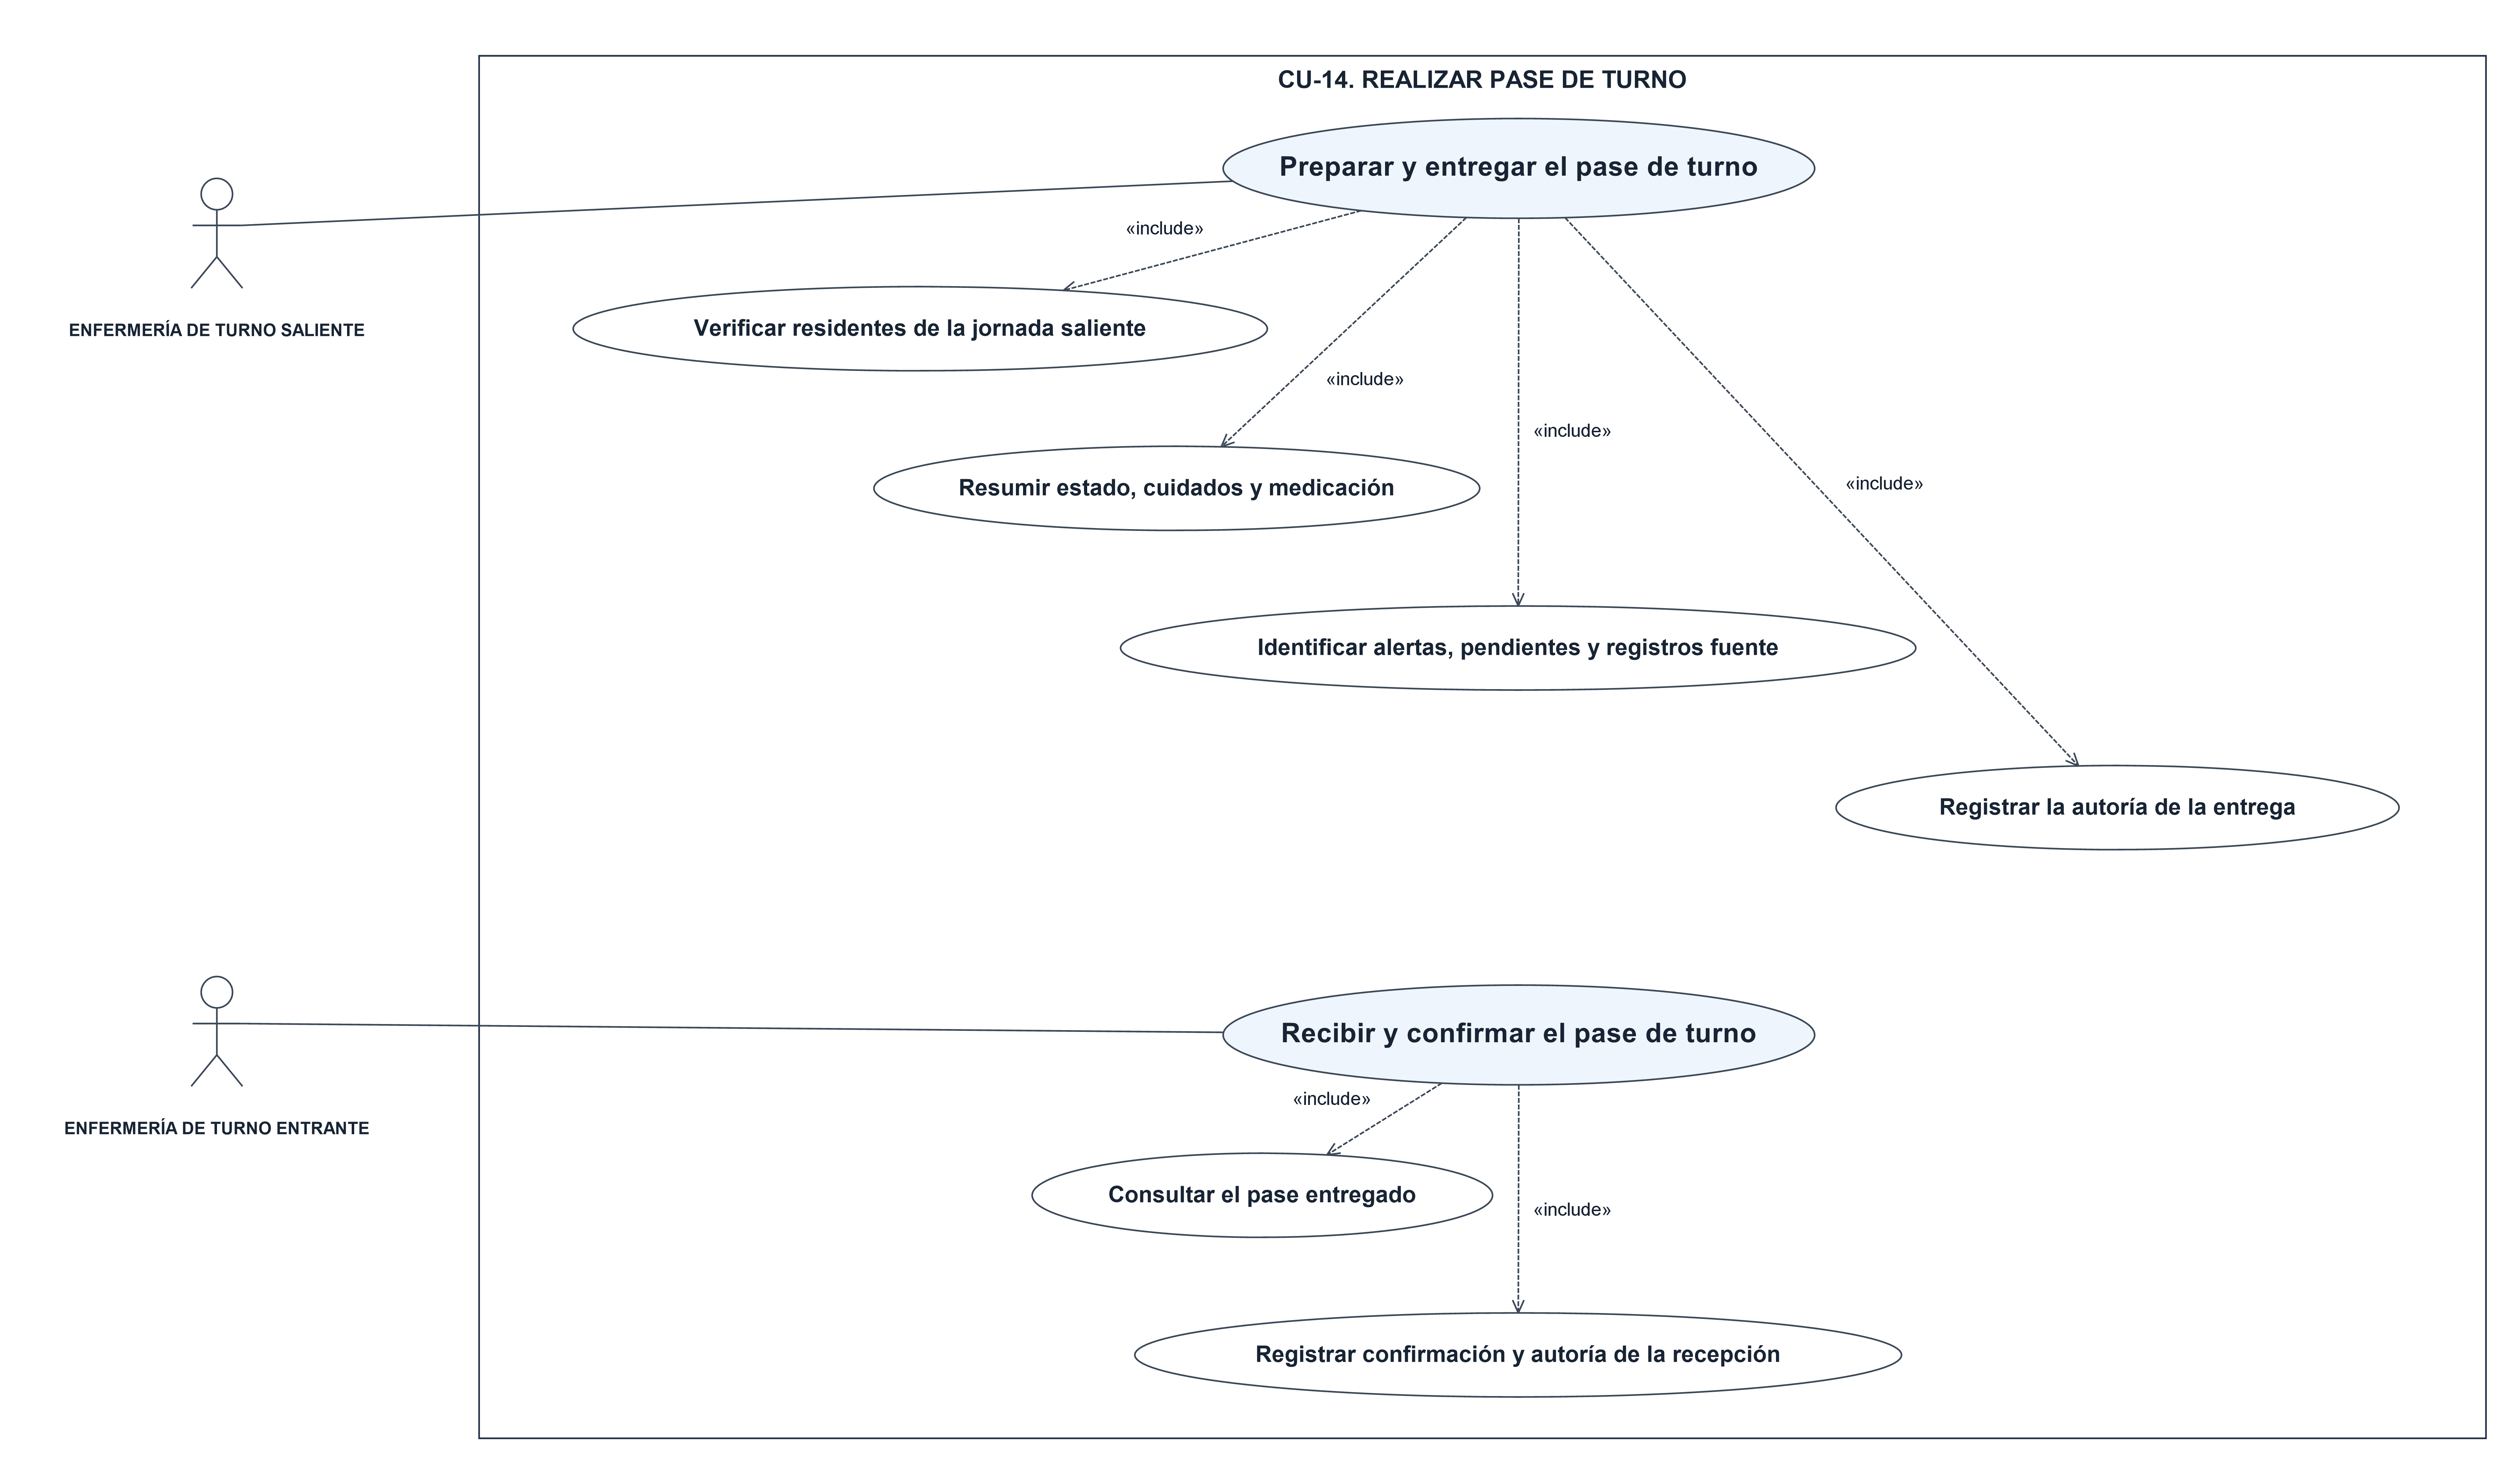 CU-14. REALIZAR PASE DE TURNO
Preparar y entregar el pase de turno
«include»
ENFERMERÍA DE TURNO SALIENTE
Verificar residentes de la jornada saliente
«include»
«include»
«include»
Resumir estado, cuidados y medicación
Identificar alertas, pendientes y registros fuente
Registrar la autoría de la entrega
Recibir y confirmar el pase de turno
«include»
ENFERMERÍA DE TURNO ENTRANTE
Consultar el pase entregado
«include»
Registrar confirmación y autoría de la recepción